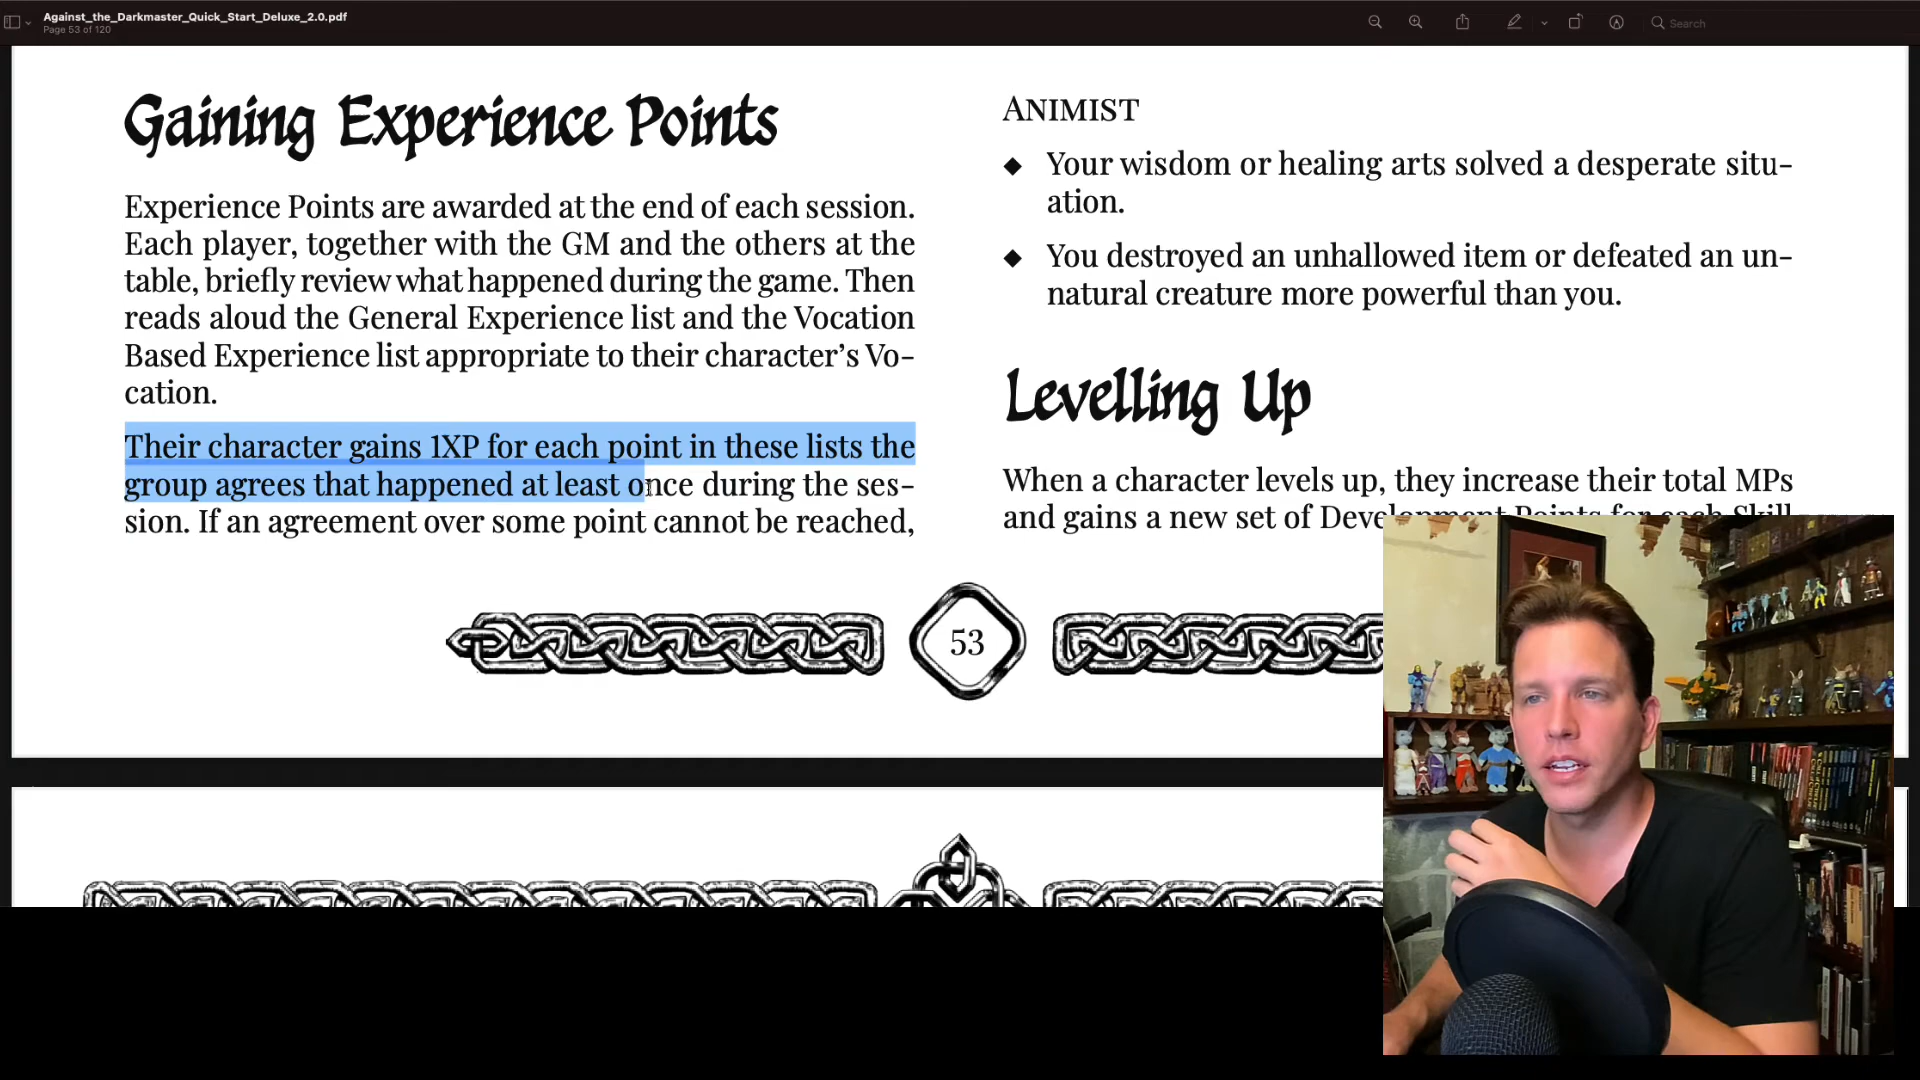 Against_the_Darkmaster_Quick_Start_Deluxe_2.0.pdf
Page 53 of 120
Search
Gaining Experience Points
Experience Points are awarded at the end of each session.
Each player, together with the GM and the others at the
table, briefly review what happened during the game. Then
reads aloud the General Experience list and the Vocation
Based Experience list appropriate to their character’s Vo-
cation.
Their character gains 1XP for each point in these lists the
group agrees that happened at least once during the ses-
sion. If an agreement over some point cannot be reached,
ANIMIST
Your wisdom or healing arts solved a desperate situ-
ation.
You destroyed an unhallowed item or defeated an un-
natural creature more powerful than you.
Levelling Up
When a character levels up, they increase their total MPs
and gains a new set of Development Points for each Skill
53